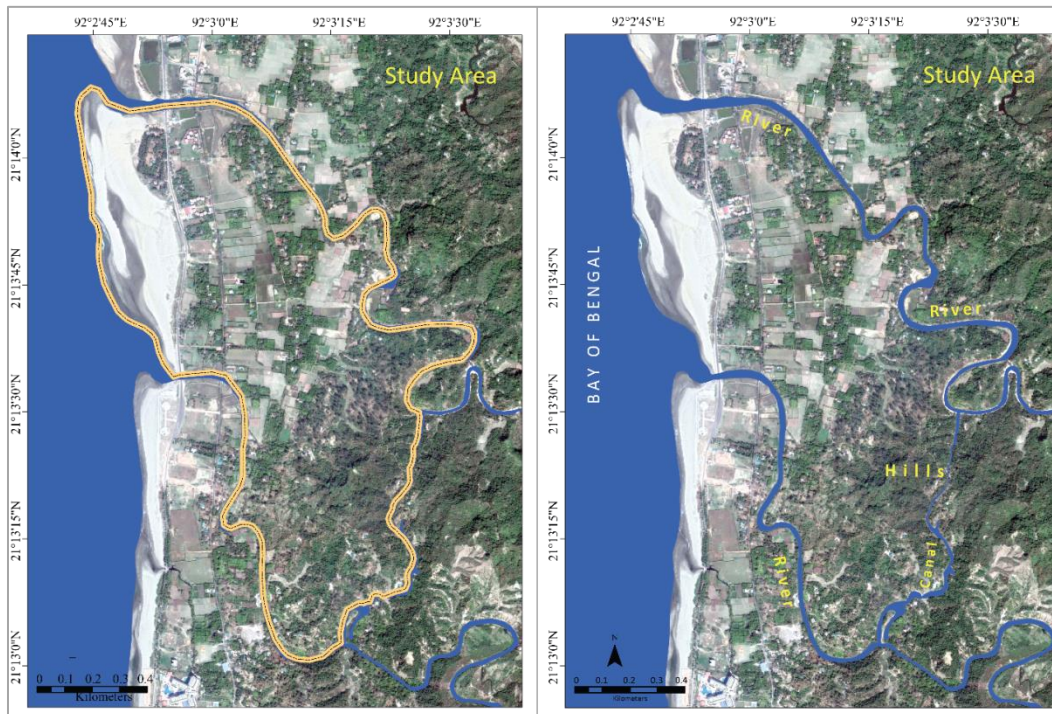 92°2'45"E 92°3'0"E 92°3'15"E 92°3'30"E
Study Area
21°14'0"N
21°13'45"N
21°13'30"N
21°13'15"N
21°13'0"N
0 0.1 0.2 0.3 0.4
Kilometers
92°2'45"E 92°3'0"E 92°3'15"E 92°3'30"E
Study Area
River
21°14'0"N
21°13'45"N
BAY OF BENGAL
River
21°13'30"N
Hills
21°13'15"N
Canal
River
21°13'0"N
N
0 0.1 0.2 0.3 0.4
Kilometers